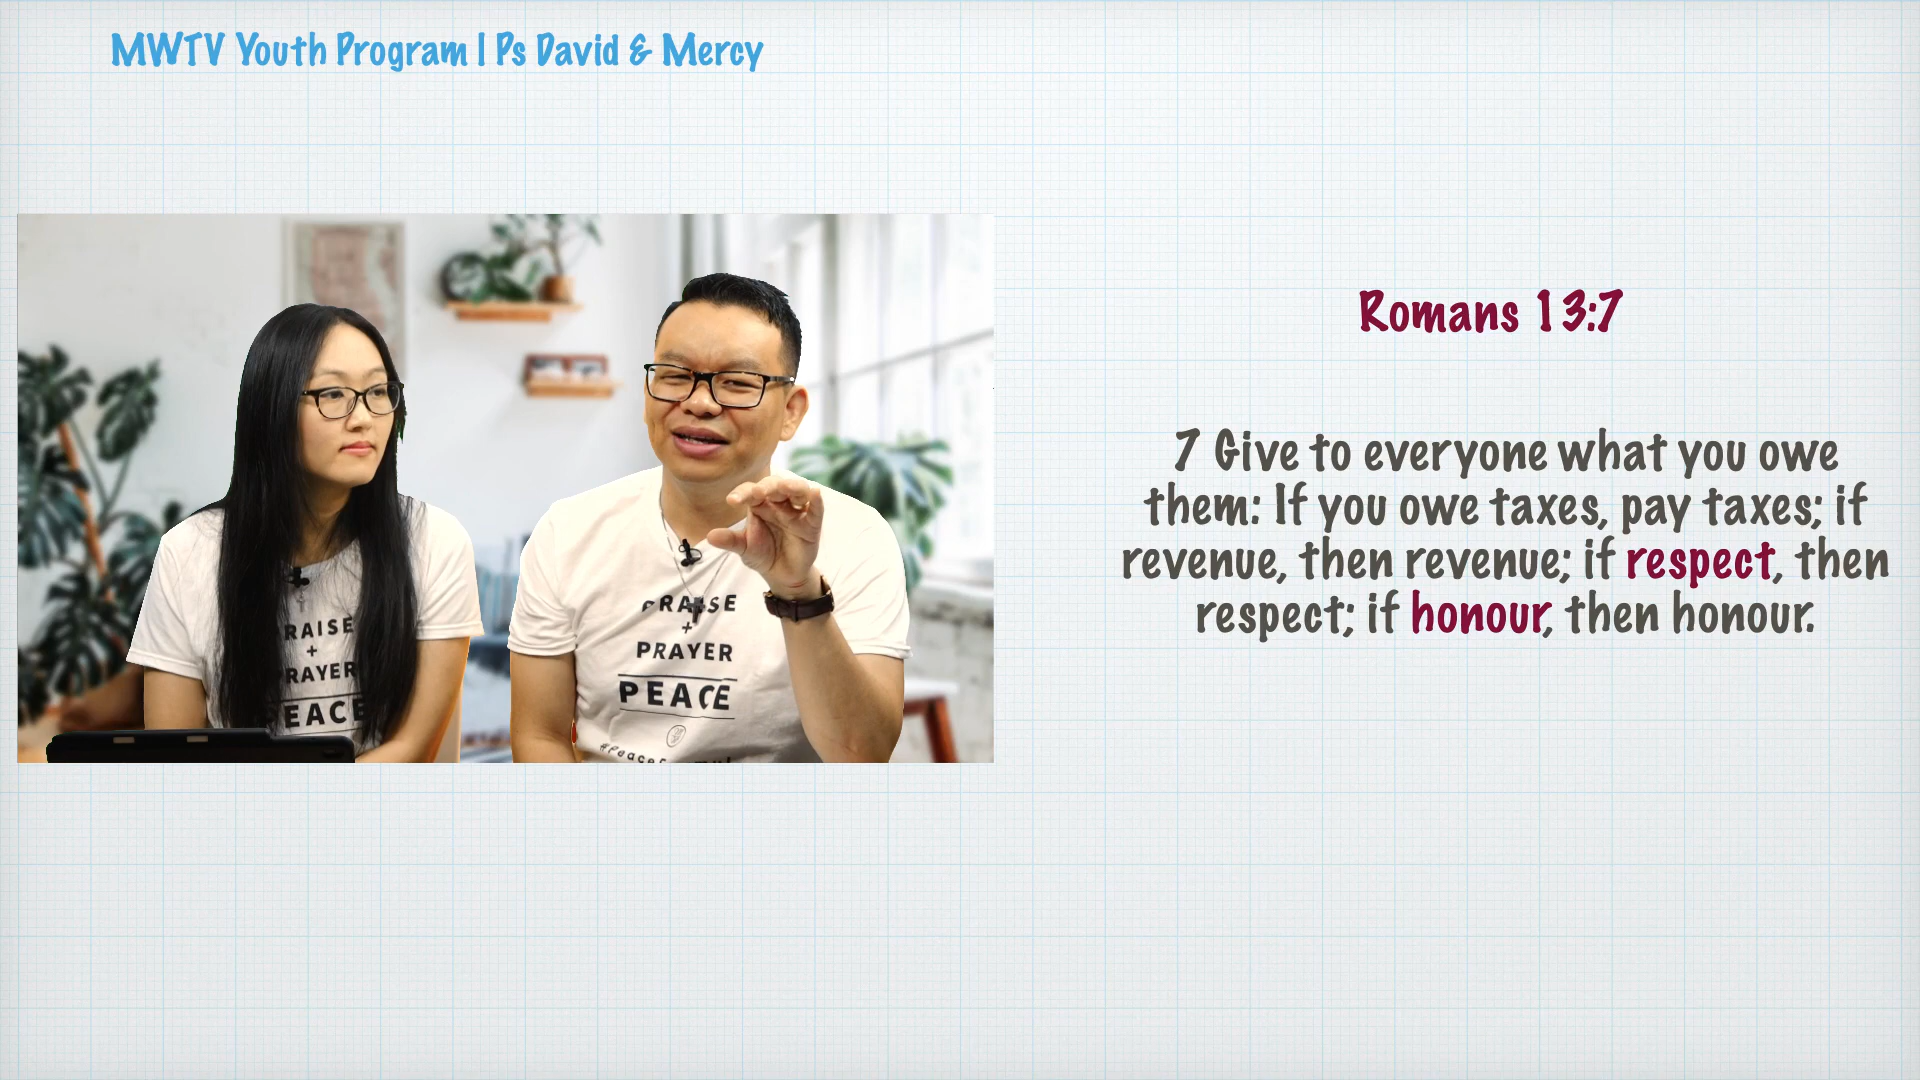 MWTV Youth Program | Ps David & Mercy
Romans 13:7
7 Give to everyone what you owe
them: If you owe taxes, pay taxes; if
revenue, then revenue; if respect, then
respect; if honour, then honour.
RAISE
+
RAYER
EACE
PRAISE
+
PRAYER
PEACE